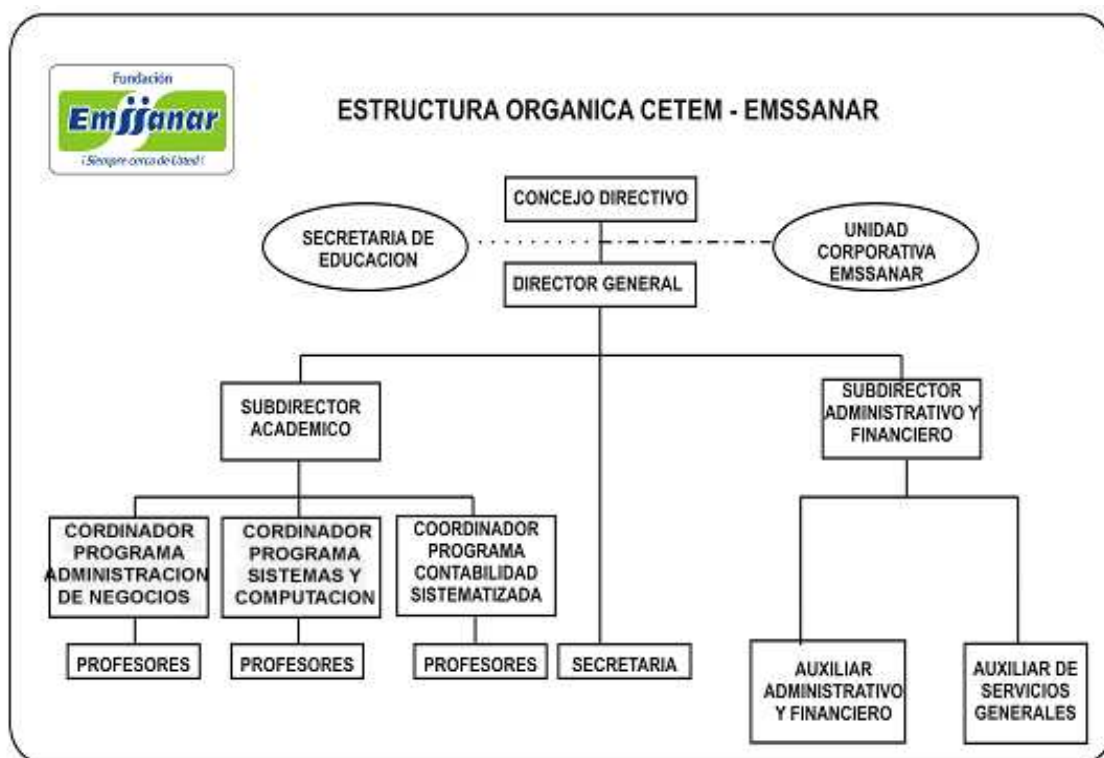 Fundación
Emssanar
¡Siempre cerca de Usted!
ESTRUCTURA ORGANICA CETEM - EMSSANAR
CONCEJO DIRECTIVO
SECRETARIA DE
EDUCACION
UNIDAD
CORPORATIVA
EMSSANAR
DIRECTOR GENERAL
SUBDIRECTOR
ACADEMICO
SUBDIRECTOR
ADMINISTRATIVO Y
FINANCIERO
CORDINADOR
PROGRAMA
ADMINISTRACION
DE NEGOCIOS
CORDINADOR
PROGRAMA
SISTEMAS Y
COMPUTACION
COORDINADOR
PROGRAMA
CONTABILIDAD
SISTEMATIZADA
PROFESORES
PROFESORES
PROFESORES
SECRETARIA
AUXILIAR
ADMINISTRATIVO
Y FINANCIERO
AUXILIAR DE
SERVICIOS
GENERALES